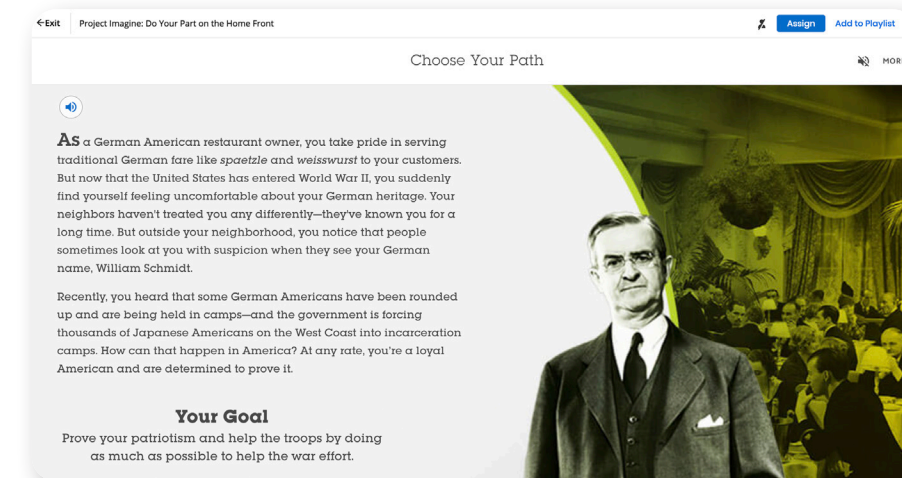 ←Exit
Project Imagine: Do Your Part on the Home Front
Assign
Add to Playlist
Choose Your Path
MOR
As a German American restaurant owner, you take pride in serving
traditional German fare like spaetzle and weisswurst to your customers.
But now that the United States has entered World War II, you suddenly
find yourself feeling uncomfortable about your German heritage. Your
neighbors haven't treated you any differently—they've known you for a
long time. But outside your neighborhood, you notice that people
sometimes look at you with suspicion when they see your German
name, William Schmidt.
Recently, you heard that some German Americans have been rounded
up and are being held in camps—and the government is forcing
thousands of Japanese Americans on the West Coast into incarceration
camps. How can that happen in America? At any rate, you're a loyal
American and are determined to prove it.
Your Goal
Prove your patriotism and help the troops by doing
as much as possible to help the war effort.